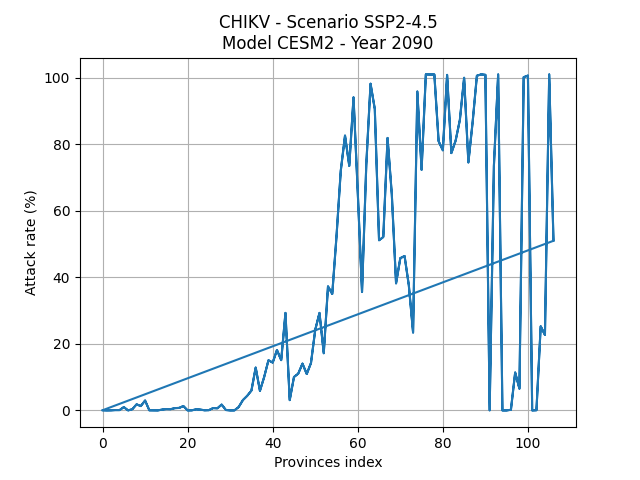 CHIKV - Scenario SSP2-4.5
Model CESM2 - Year 2090
Attack rate (%)
100
80
60
40
20
0
0 20 40 60 80 100
Provinces index